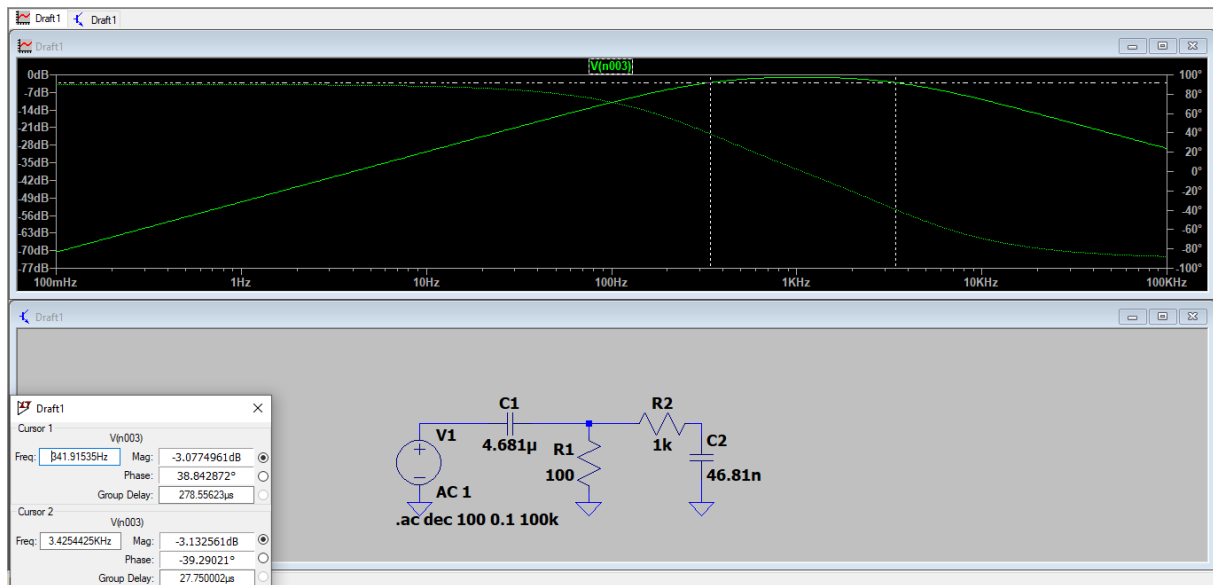 Draft1 Draft1
Draft1
V(n003)
0dB 100°
-7dB 80°
-14dB 60°
-21dB 40°
-28dB 20°
-35dB 0°
-42dB -20°
-49dB -40°
-56dB -60°
-63dB -80°
-70dB -100°
-77dB
100mHz 1Hz 10Hz 100Hz 1KHz 10KHz 100KHz
Draft1
C1
4.681µ
V1
AC 1
R1
100
R2
1k
C2
46.81n
.ac dec 100 0.1 100k
Draft1
Cursor 1
V(n003)
Freq: 341.91535Hz Mag: -3.0774961dB
Phase: 38.842872°
Group Delay: 278.55623µs
Cursor 2
V(n003)
Freq: 3.4254425KHz Mag: -3.132561dB
Phase: -39.29021°
Group Delay: 27.750002µs